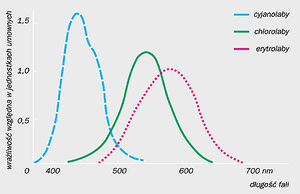 wrażliwość względna w jednostkach umownych
1,5
1,0
0,5
0
400
500
600
700 nm
długość fali
cyjanolaby
chlorolaby
erytrolaby